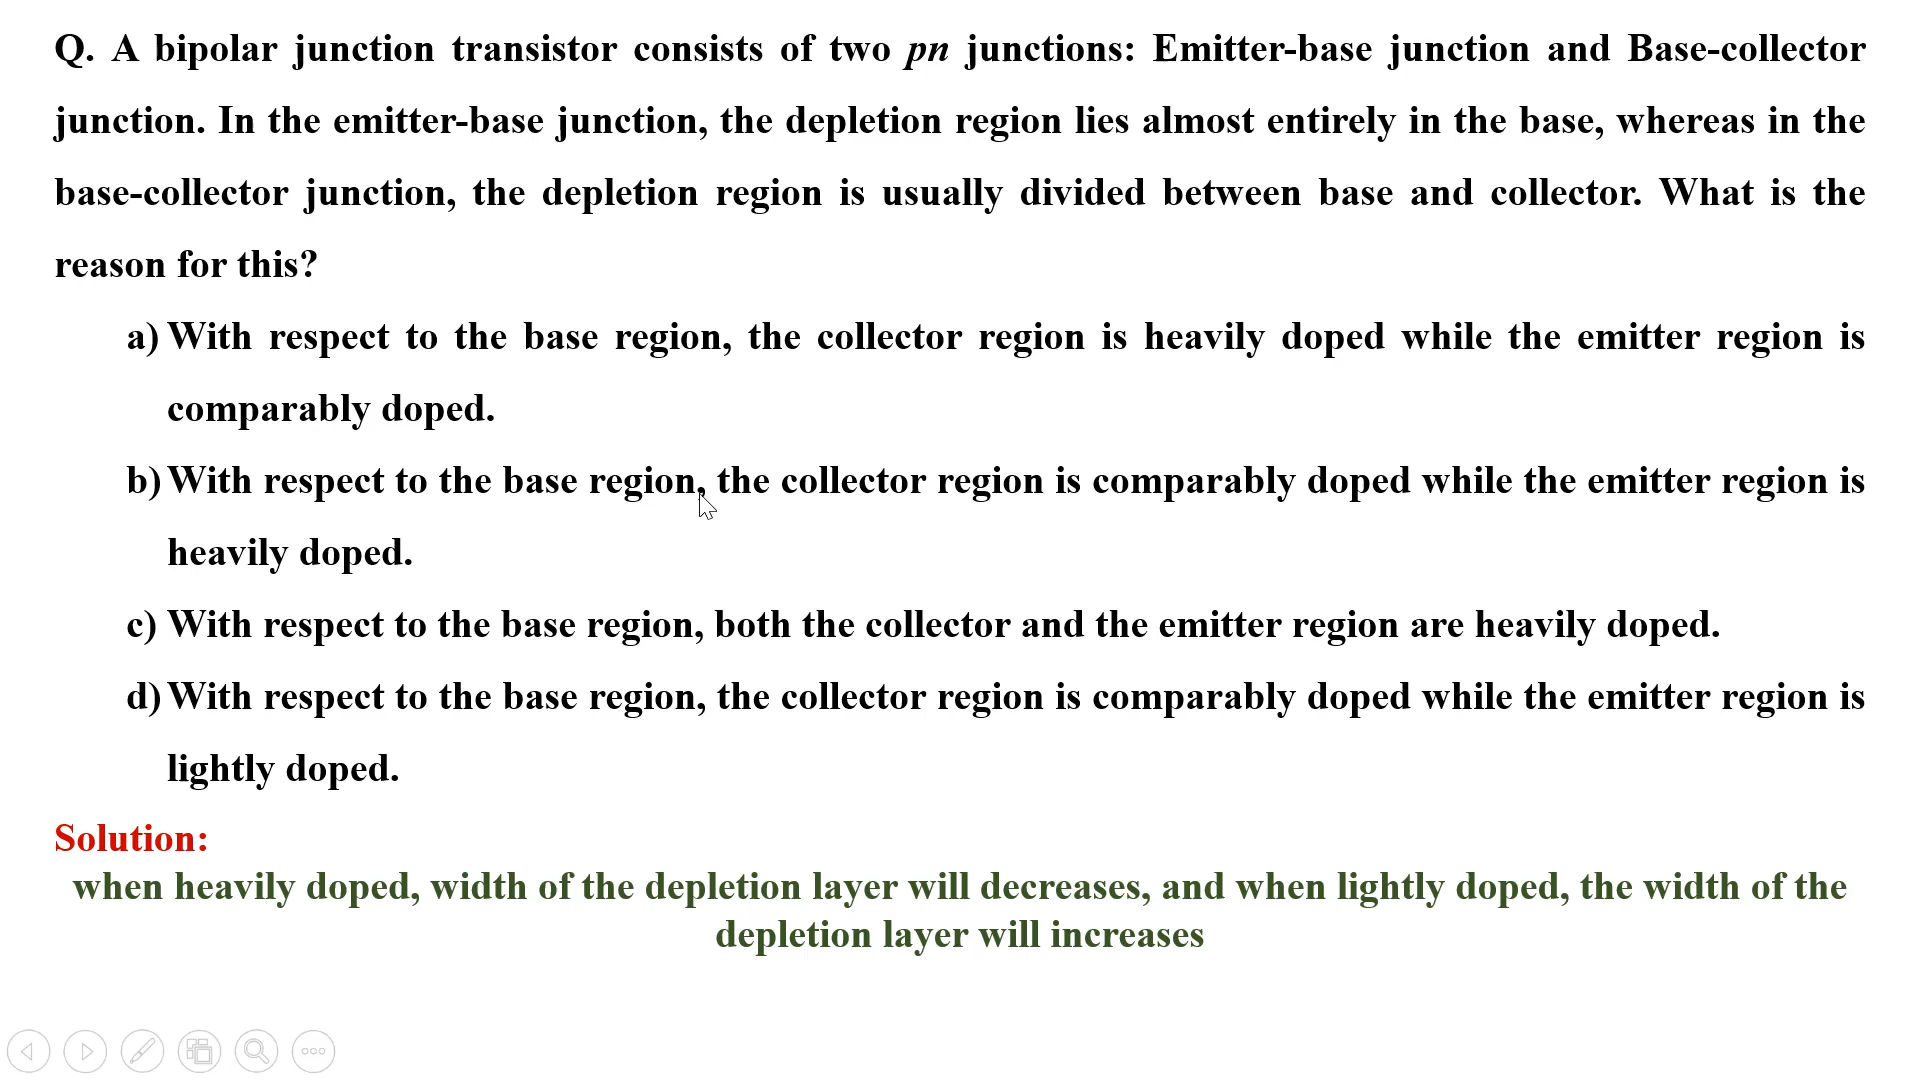 Q. A bipolar junction transistor consists of two pn junctions: Emitter-base junction and Base-collector
junction. In the emitter-base junction, the depletion region lies almost entirely in the base, whereas in the
base-collector junction, the depletion region is usually divided between base and collector. What is the
reason for this?
a) With respect to the base region, the collector region is heavily doped while the emitter region is
comparably doped.
b) With respect to the base region, the collector region is comparably doped while the emitter region is
heavily doped.
c) With respect to the base region, both the collector and the emitter region are heavily doped.
d) With respect to the base region, the collector region is comparably doped while the emitter region is
lightly doped.
Solution:
when heavily doped, width of the depletion layer will decreases, and when lightly doped, the width of the
depletion layer will increases